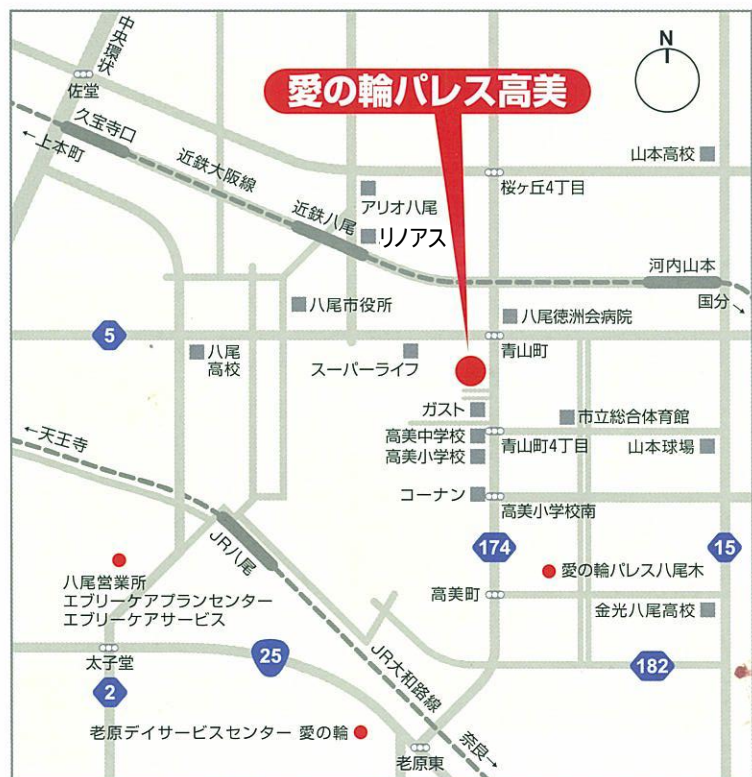 中央環状
N
佐堂
愛の輪パレス高美
久宝寺口
←上本町
近鉄大阪線
山本高校
桜ヶ丘4丁目
アリオ八尾
近鉄八尾
リノアス
河内山本
国分→
八尾市役所
八尾徳洲会病院
5
青山町
八尾
高校
スーパーライフ
ガスト
市立総合体育館
←天王寺
高美中学校
高美小学校
青山町4丁目
山本球場
コーナン
高美小学校南
JR八尾
174
15
愛の輪パレス八尾木
八尾営業所
エブリーケアプランセンター
エブリーケアサービス
高美町
金光八尾高校
太子堂
25
JR大和路線
182
2
老原デイサービスセンター 愛の輪
老原東
奈良→